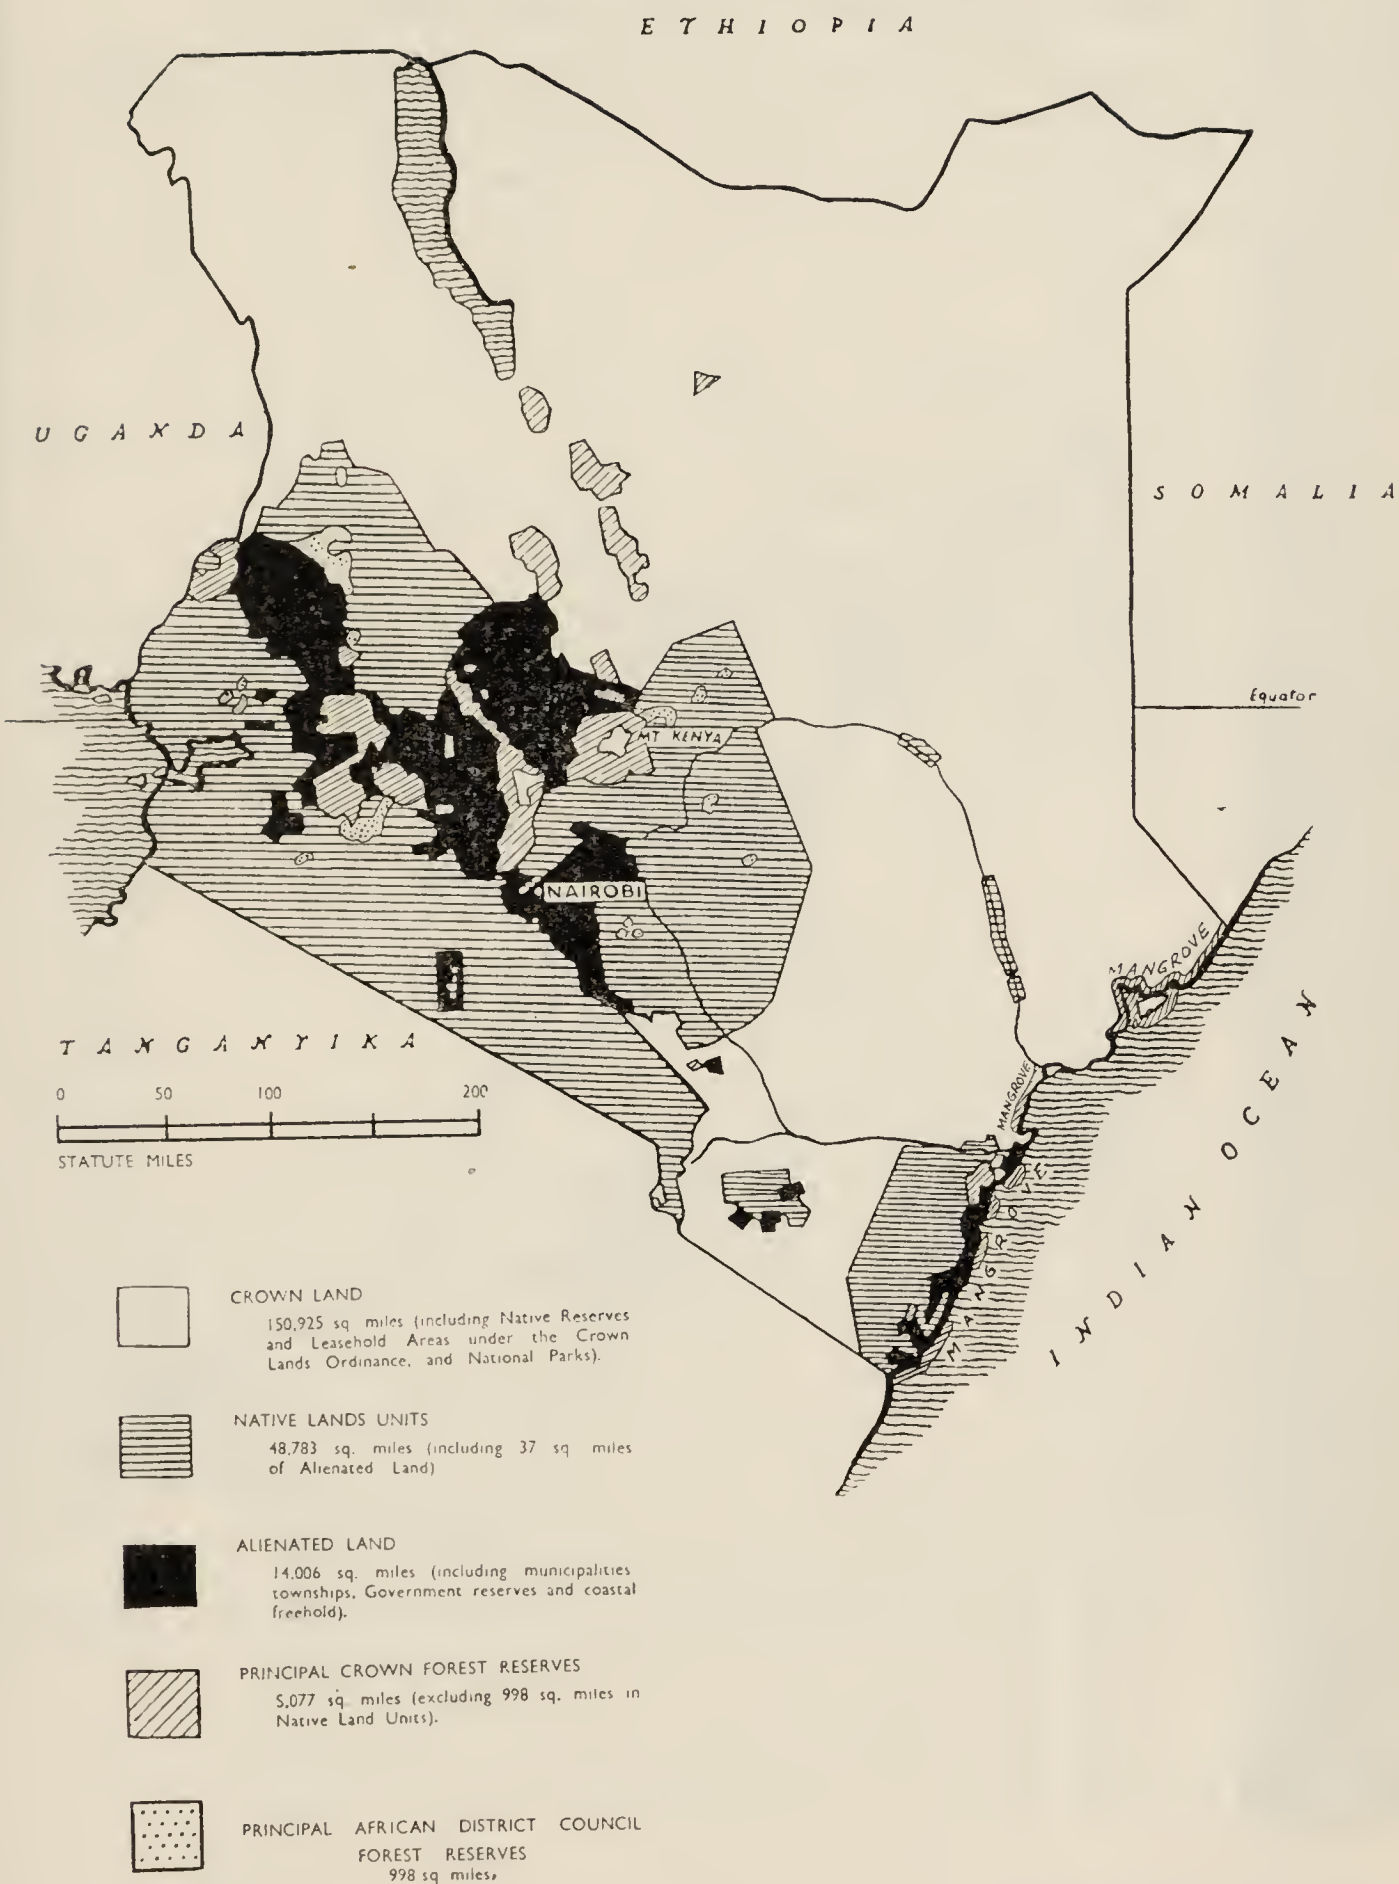 ETHIOPIA
UGANDA
SOMALIA
Equator
MT KENYA
NAIROBI
MANGROVE
TANGANYIKA
0 50 100 200
STATUTE MILES
MANGROVE
MANGROVE
INDIAN OCEAN
CROWN LAND
150,925 sq miles (including Native Reserves
and Leasehold Areas under the Crown
Lands Ordinance, and National Parks).
NATIVE LANDS UNITS
48,783 sq. miles (including 37 sq miles
of Alienated Land)
ALIENATED LAND
14,006 sq. miles (including municipalities
townships, Government reserves and coastal
freehold).
PRINCIPAL CROWN FOREST RESERVES
5,077 sq miles (excluding 998 sq. miles in
Native Land Units).
PRINCIPAL AFRICAN DISTRICT COUNCIL
FOREST RESERVES
998 sq miles,